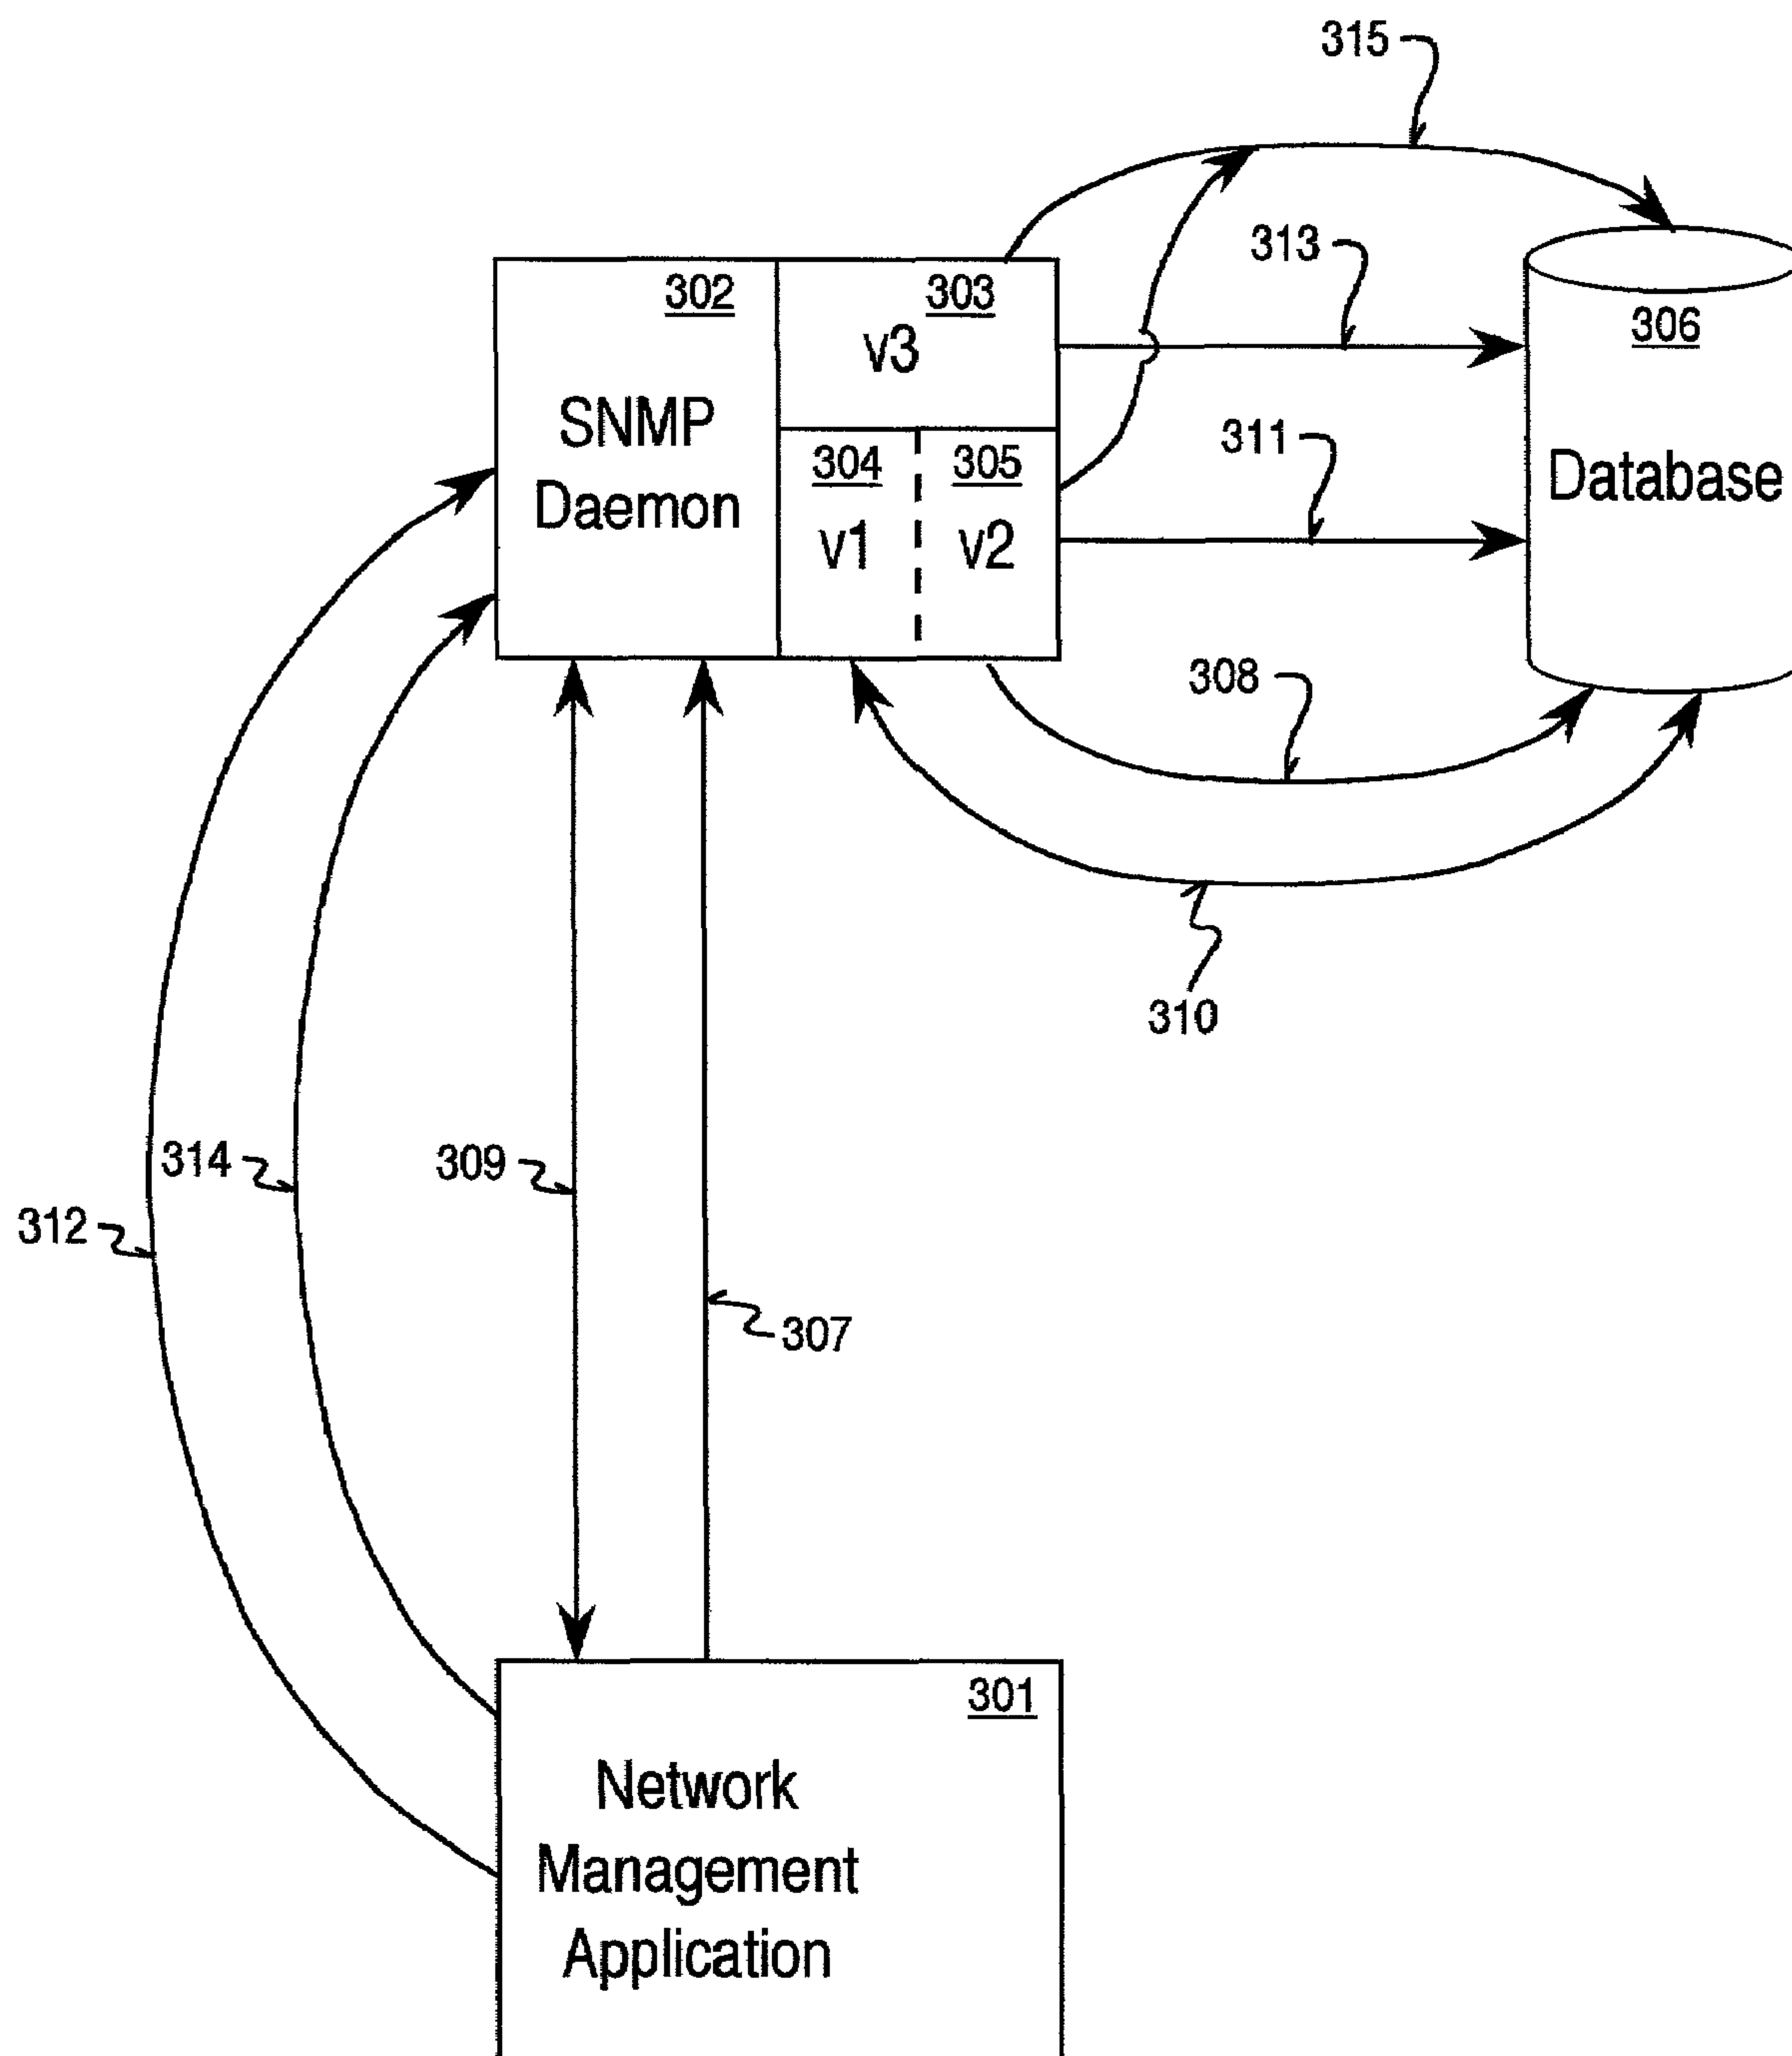 315
313
302
303
306
v3
SNMP
Daemon
304
305
311
Database
v1
v2
308
310
314
309
312
307
301
Network
Management
Application